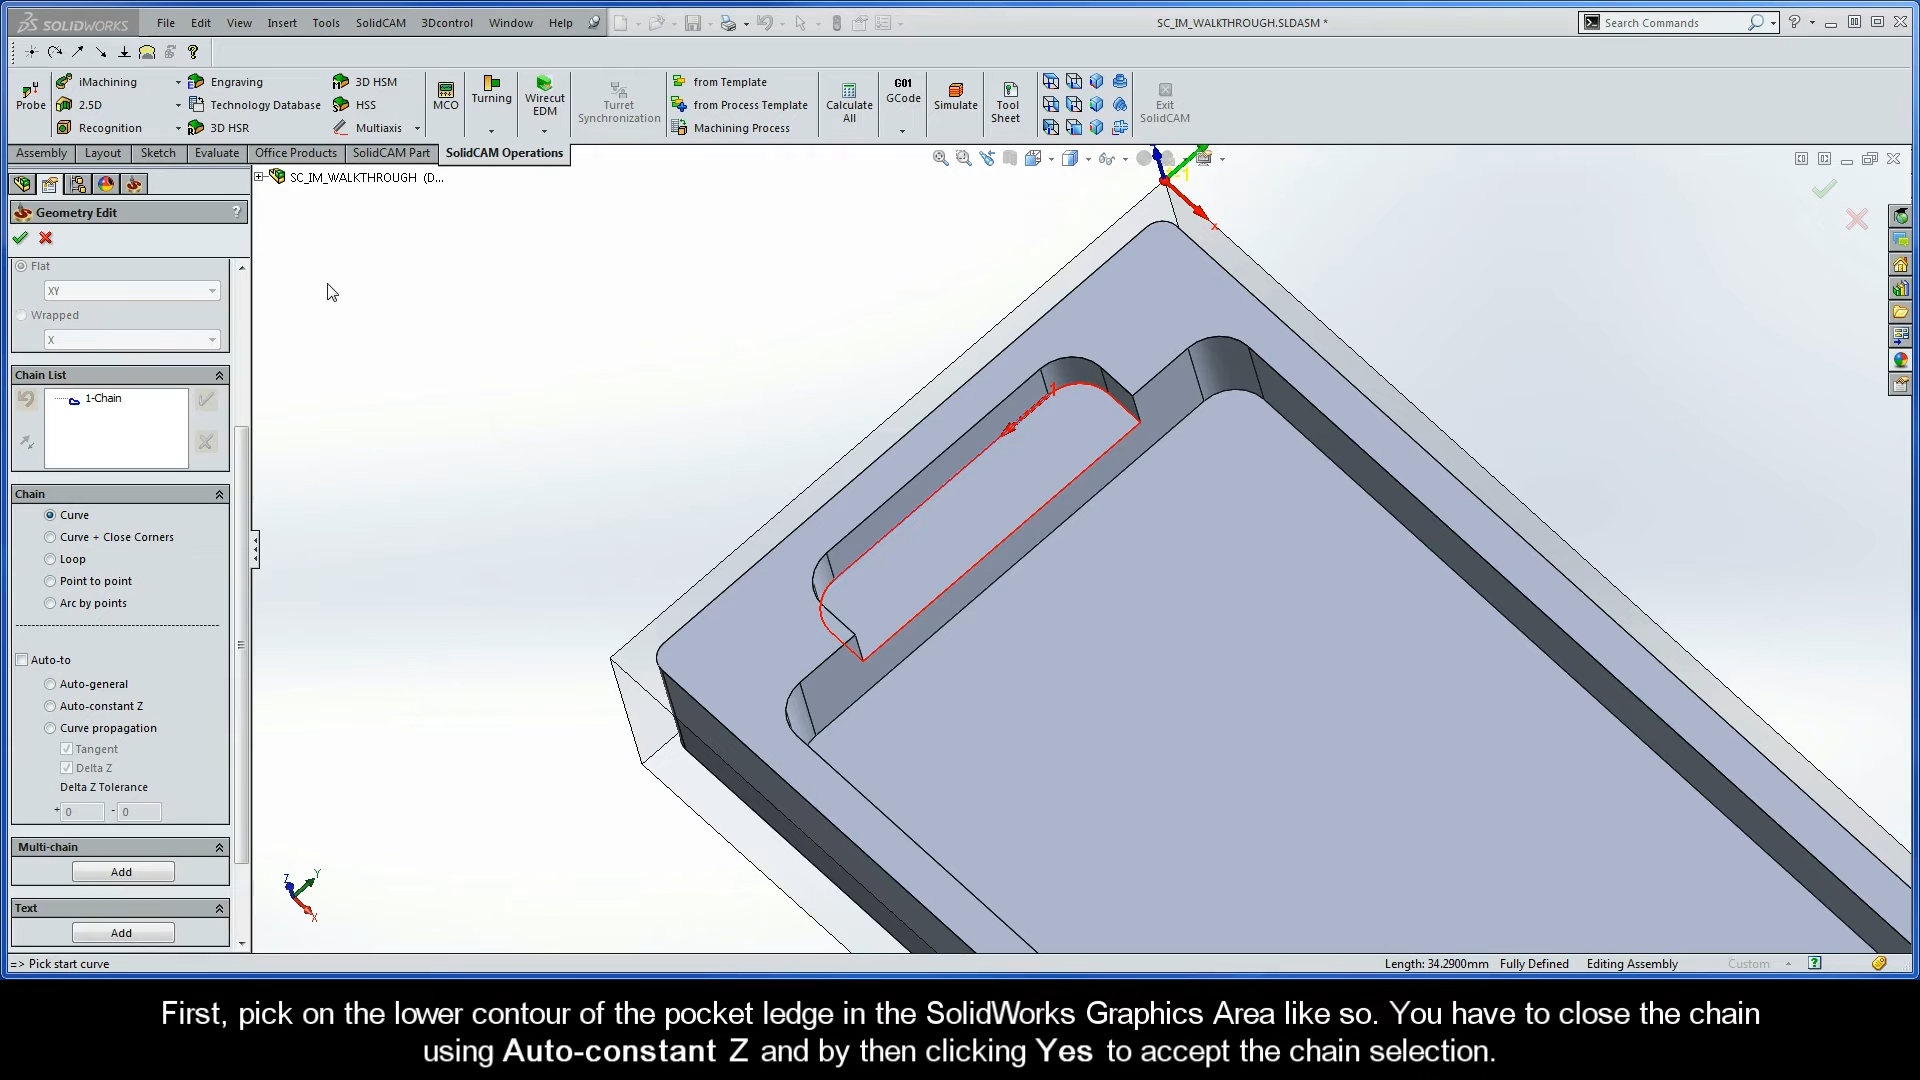 SOLIDWORKS File Edit View Insert Tools SolidCAM 3Dcontrol Window Help SC_IM_WALKTHROUGH.SLDASM * Search Commands
Probe iMachining 2.5D Recognition Engraving Technology Database 3D HSR 3D HSM HSS Multiaxis MCO Turning Wirecut EDM Turret Synchronization from Template from Process Template Machining Process Calculate All G01 GCode Simulate Tool Sheet Exit SolidCAM
Assembly Layout Sketch Evaluate Office Products SolidCAM Part SolidCAM Operations
SC_IM_WALKTHROUGH (D...
Geometry Edit ?
Flat
XY
Wrapped
X
Chain List
1-Chain
Chain
Curve
Curve + Close Corners
Loop
Point to point
Arc by points
Auto-to
Auto-general
Auto-constant Z
Curve propagation
Tangent
Delta Z
Delta Z Tolerance
+ 0 - 0
Multi-chain
Add
Text
Add
x
1
Z Y X
=> Pick start curve Length: 34.2900mm Fully Defined Editing Assembly Custom
First, pick on the lower contour of the pocket ledge in the SolidWorks Graphics Area like so. You have to close the chain
using Auto-constant Z and by then clicking Yes to accept the chain selection.